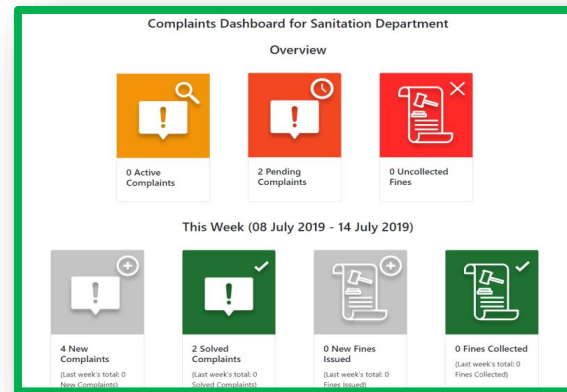 Complaints Dashboard for Sanitation Department
Overview
0 Active
Complaints
2 Pending
Complaints
0 Uncollected
Fines
This Week (08 July 2019 - 14 July 2019)
4 New
Complaints
(Last week's total: 0
New Complaints)
2 Solved
Complaints
(Last week's total: 0
Solved Complaints)
0 New Fines
Issued
(Last week's total: 0
Fines Issued)
0 Fines Collected
(Last week's total: 0
Fines Collected)